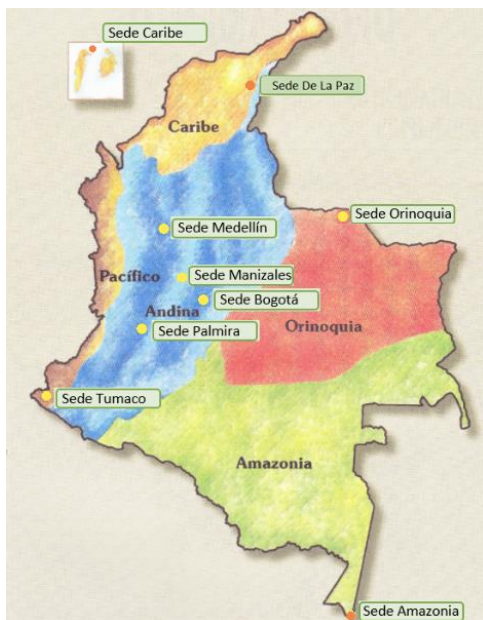 Sede Caribe
Sede De La Paz
Caribe
Sede Orinoquia
Sede Medellín
Pacífico
Sede Manizales
Sede Bogotá
Andina
Orinoquia
Sede Palmira
Sede Tumaco
Amazonia
Sede Amazonia